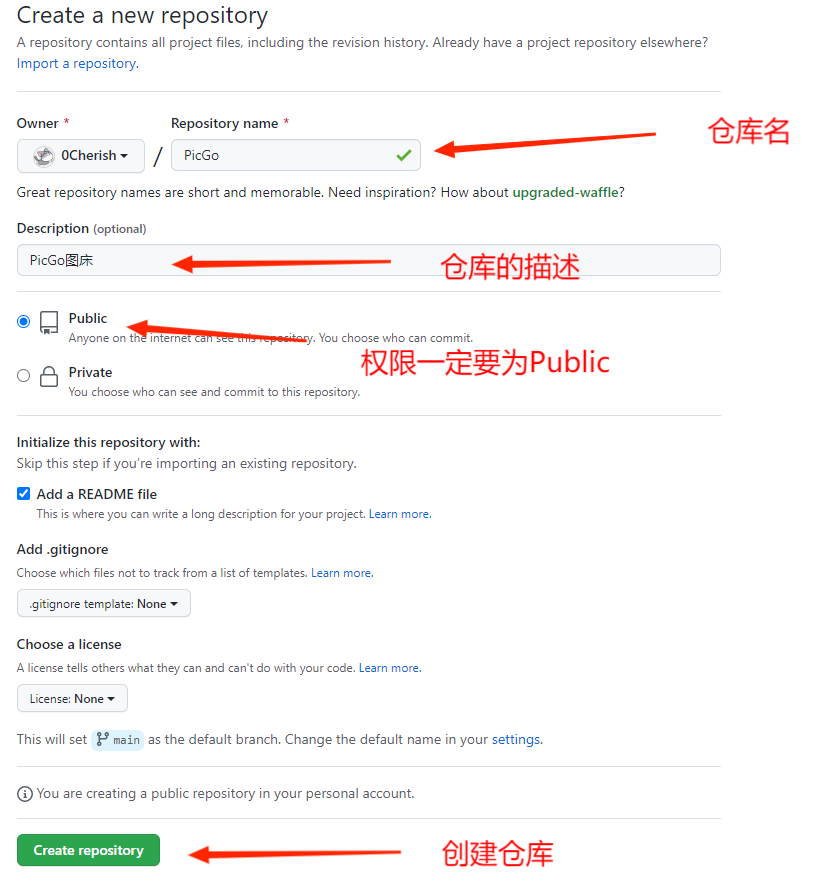 Create a new repository
A repository contains all project files, including the revision history. Already have a project repository elsewhere?
Import a repository.
Owner *
Repository name *
仓库名
0Cherish
/
PicGo
Great repository names are short and memorable. Need inspiration? How about upgraded-waffle?
Description (optional)
PicGo图床
仓库的描述
Public
Anyone on the internet can see this repository. You choose who can commit.
权限一定要为Public
Private
You choose who can see and commit to this repository.
Initialize this repository with:
Skip this step if you're importing an existing repository.
Add a README file
This is where you can write a long description for your project. Learn more.
Add .gitignore
Choose which files not to track from a list of templates. Learn more.
.gitignore template: None
Choose a license
A license tells others what they can and can't do with your code. Learn more.
License: None
This will set main as the default branch. Change the default name in your settings.
You are creating a public repository in your personal account.
Create repository
创建仓库